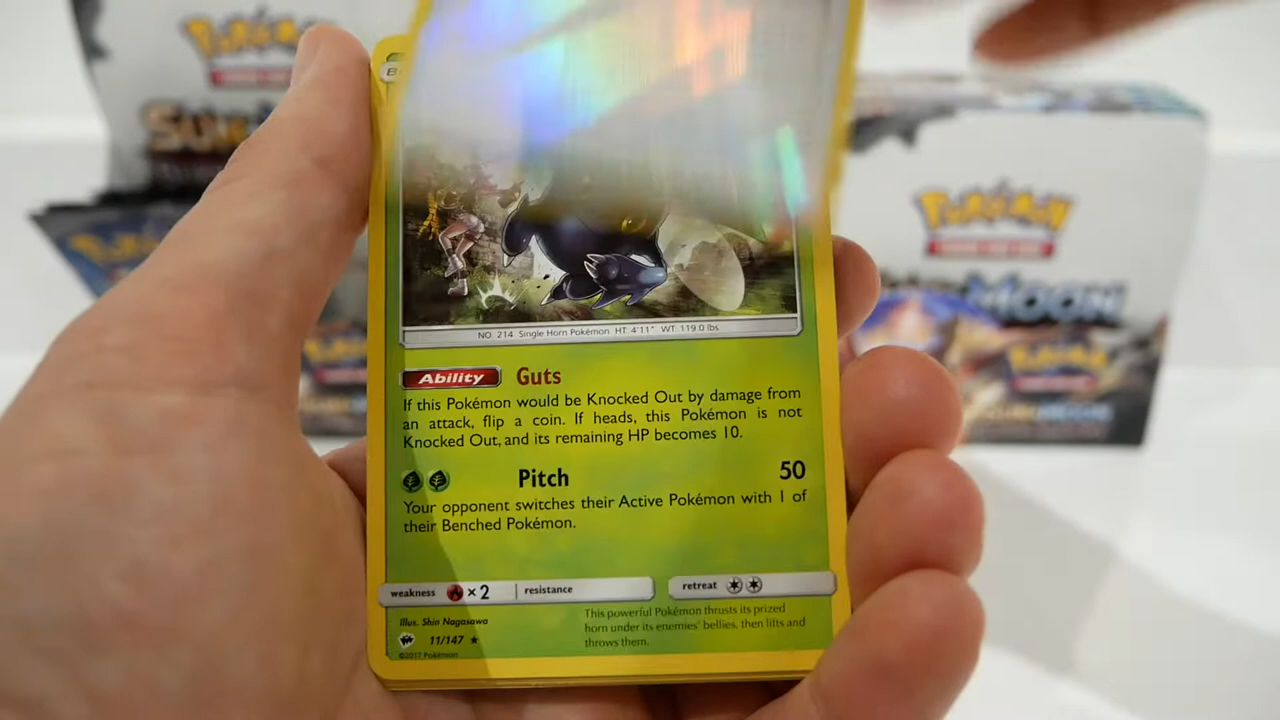 Pokémon
Pokémon
MOON
Pokémon
B
NO. 214 Single Horn Pokémon HT: 4'11" WT: 119.0 lbs
Ability Guts
If this Pokémon would be Knocked Out by damage from
an attack, flip a coin. If heads, this Pokémon is not
Knocked Out, and its remaining HP becomes 10.
Pitch 50
Your opponent switches their Active Pokémon with 1 of
their Benched Pokémon.
weakness ×2 resistance retreat
Illus. Shin Nagasawa
11/147 ★
©2017 Pokémon
This powerful Pokémon thrusts its prized
horn under its enemies' bellies, then lifts and
throws them.